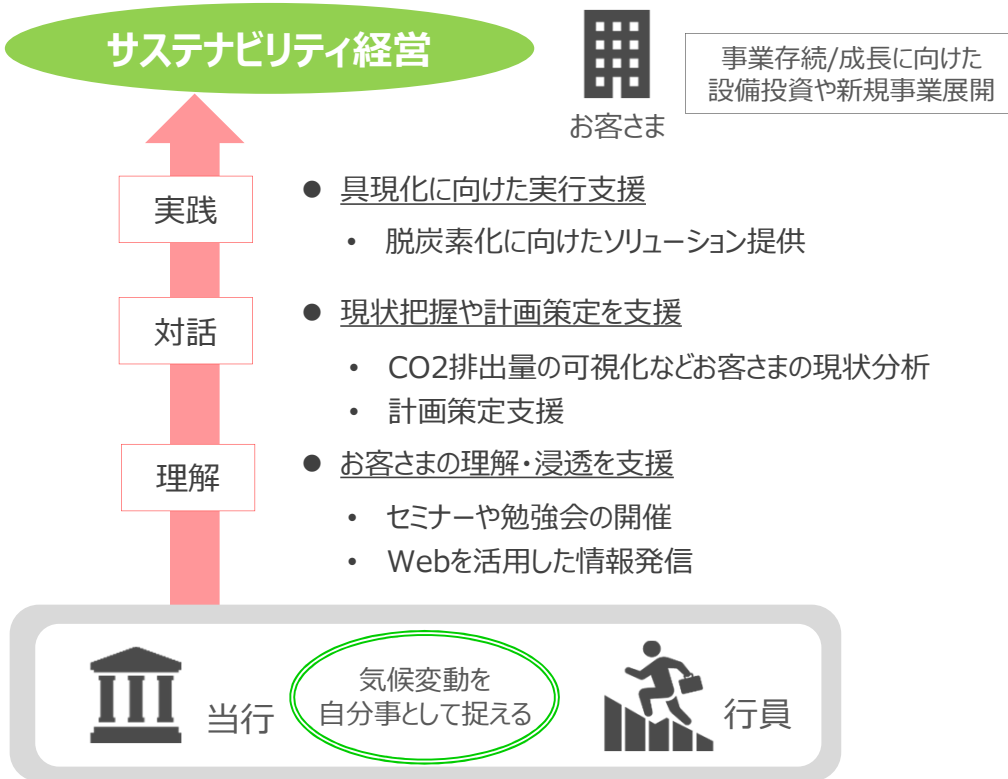 サステナビリティ経営
お客さま
事業存続/成長に向けた
設備投資や新規事業展開
実践
● 具現化に向けた実行支援
• 脱炭素化に向けたソリューション提供
対話
● 現状把握や計画策定を支援
• CO2排出量の可視化などお客さまの現状分析
• 計画策定支援
理解
● お客さまの理解・浸透を支援
• セミナーや勉強会の開催
• Webを活用した情報発信
当行
気候変動を
自分事として捉える
行員